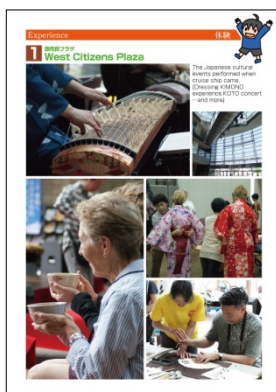 Experience
体験
1
West Citizens Plaza
The Japanese cultural
events performed when
cruise ship came.
(Dressing KIMONO
experience.KOTO concert
…and more)